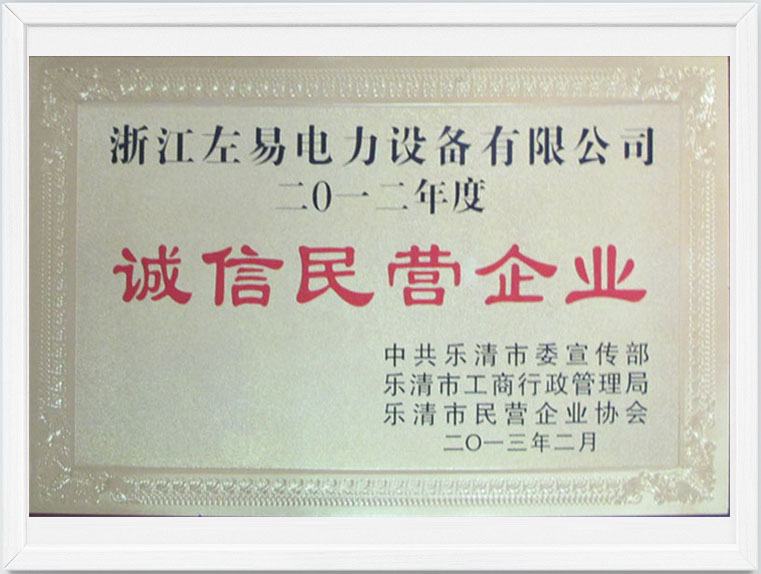 浙江左易电力设备有限公司
二〇一二年度
诚信民营企业
中共乐清市委宣传部
乐清市工商行政管理局
乐清市民营企业协会
二〇一三年二月